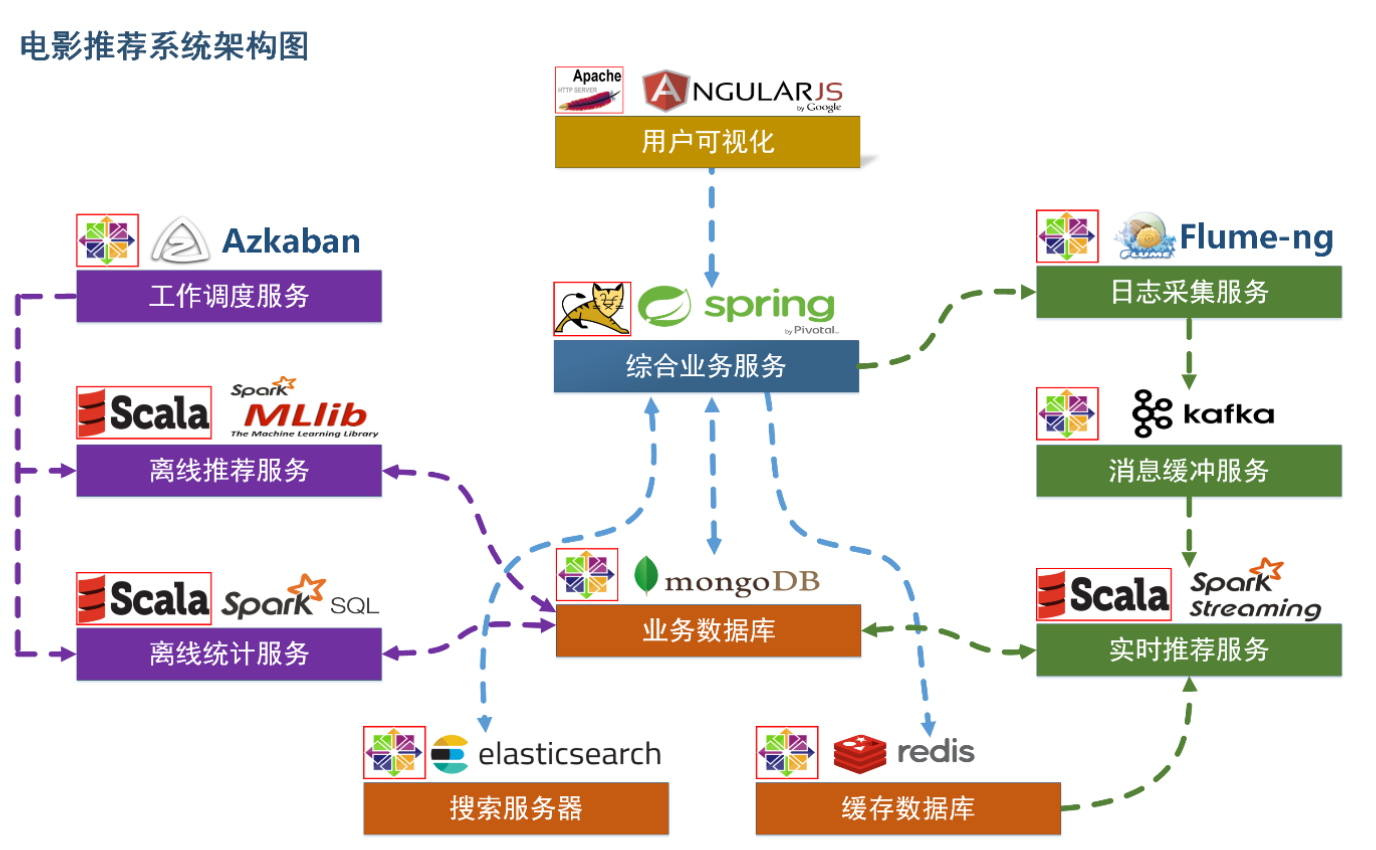 电影推荐系统架构图
Apache
HTTP SERVER
ANGULARJS
by Google
用户可视化
Azkaban
工作调度服务
spring
by Pivotal
综合业务服务
Flume-ng
FLUME
日志采集服务
Scala
Spark
MLlib
The Machine Learning Library
离线推荐服务
kafka
消息缓冲服务
Scala
Spark SQL
离线统计服务
mongoDB
业务数据库
Scala
Spark
Streaming
实时推荐服务
elasticsearch
搜索服务器
redis
缓存数据库